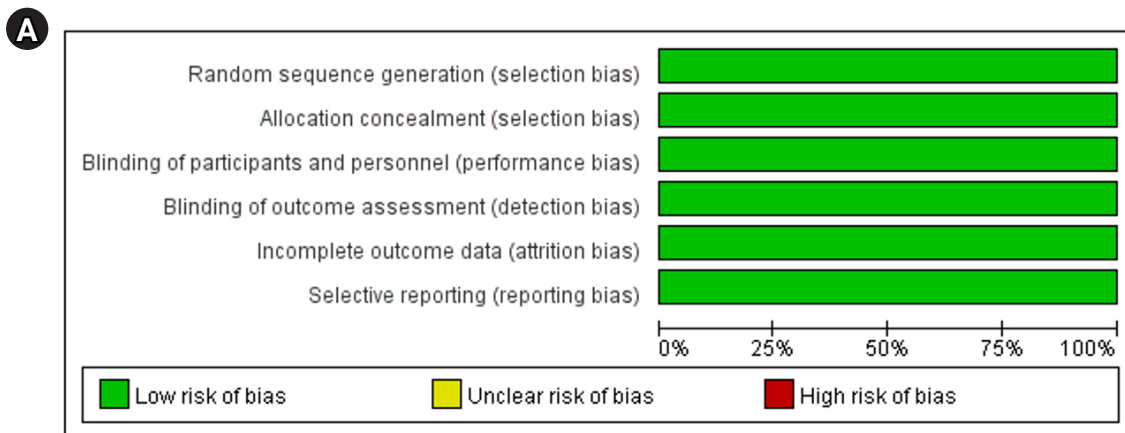 A
Random sequence generation (selection bias)
Allocation concealment (selection bias)
Blinding of participants and personnel (performance bias)
Blinding of outcome assessment (detection bias)
Incomplete outcome data (attrition bias)
Selective reporting (reporting bias)
0% 25% 50% 75% 100%
Low risk of bias Unclear risk of bias High risk of bias